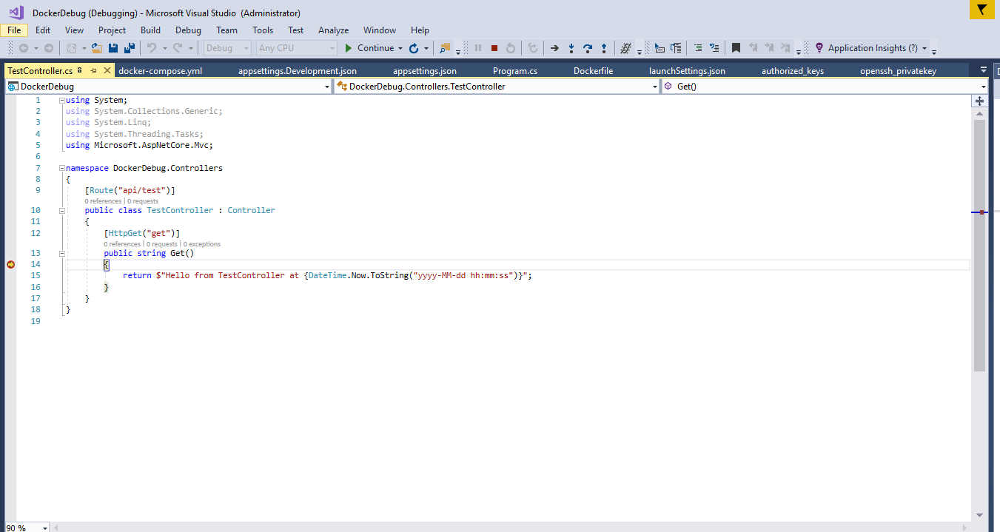 DockerDebug (Debugging) - Microsoft Visual Studio (Administrator)
File Edit View Project Build Debug Team Tools Test Analyze Window Help
Debug Any CPU Continue Application Insights (?)
TestController.cs docker-compose.yml appsettings.Development.json appsettings.json Program.cs Dockerfile launchSettings.json authorized_keys openssh_privatekey
DockerDebug DockerDebug.Controllers.TestController Get()
1 using System;
2 using System.Collections.Generic;
3 using System.Linq;
4 using System.Threading.Tasks;
5 using Microsoft.AspNetCore.Mvc;
6
7 namespace DockerDebug.Controllers
8 {
9 [Route("api/test")]
0 references | 0 requests
10 public class TestController : Controller
11 {
12 [HttpGet("get")]
0 references | 0 requests | 0 exceptions
13 public string Get()
14 {
15 return $"Hello from TestController at {DateTime.Now.ToString("yyyy-MM-dd hh:mm:ss")}";
16 }
17 }
18 }
19
90 %